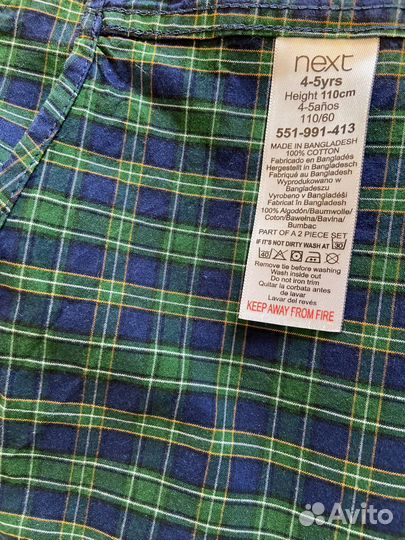 next
4-5yrs
Height 110cm
4-5años
110/60
551-991-413
MADE IN BANGLADESH
100% COTTON
Fabricado en Bangladés
Hergestellt in Bangladesch
Fabriqué au Bangladesh
Wyprodukowano w
Bangladeszu
Vyrobeno v Bangladéši
Fabricat în Bangladesh
100% Algodón/Baumwolle/
Coton/Bawełna/Bavlna/
Bumbac
PART OF A 2 PIECE SET
IF IT'S NOT DIRTY WASH AT 30
40
Remove tie before washing
Wash inside out
Do not iron trim
Quitar la corbata antes
de lavar
Lavar del revés
KEEP AWAY FROM FIRE
Avito